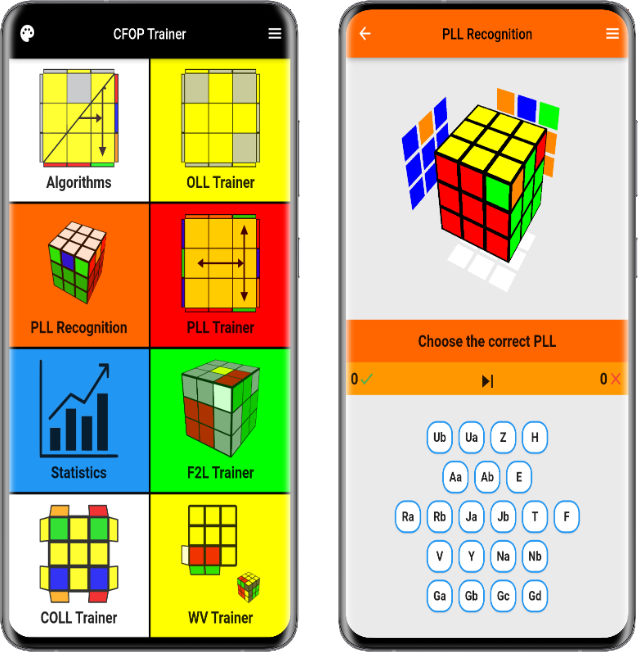 CFOP Trainer
Algorithms
OLL Trainer
PLL Recognition
PLL Trainer
Statistics
F2L Trainer
COLL Trainer
WV Trainer
PLL Recognition
Choose the correct PLL
0 0
Ub Ua Z H
Aa Ab E
Ra Rb Ja Jb T F
V Y Na Nb
Ga Gb Gc Gd